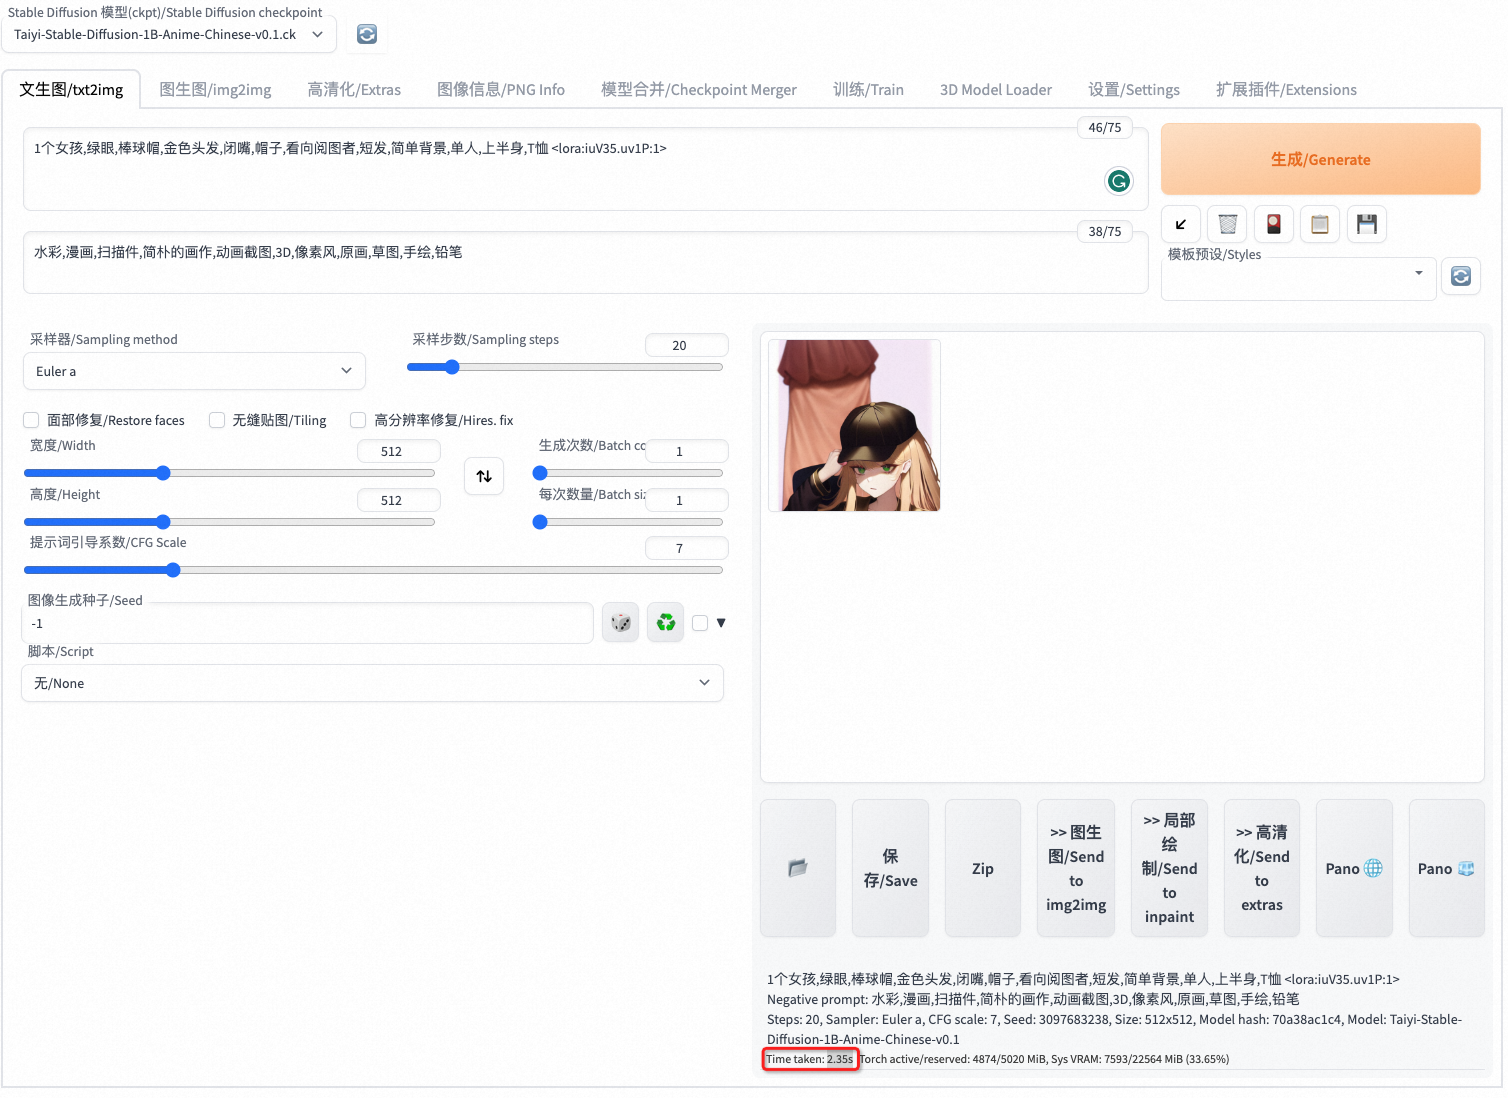 Stable Diffusion 模型(ckpt)/Stable Diffusion checkpoint
Taiyi-Stable-Diffusion-1B-Anime-Chinese-v0.1.ck
文生图/txt2img
图生图/img2img
高清化/Extras
图像信息/PNG Info
模型合并/Checkpoint Merger
训练/Train
3D Model Loader
设置/Settings
扩展插件/Extensions
46/75
1个女孩,绿眼,棒球帽,金色头发,闭嘴,帽子,看向阅图者,短发,简单背景,单人,上半身,T恤 <lora:iuV35.uv1P:1>
生成/Generate
38/75
水彩,漫画,扫描件,简朴的画作,动画截图,3D,像素风,原画,草图,手绘,铅笔
模板预设/Styles
采样器/Sampling method
Euler a
采样步数/Sampling steps
20
面部修复/Restore faces
无缝贴图/Tiling
高分辨率修复/Hires. fix
宽度/Width
512
生成次数/Batch co
1
高度/Height
512
每次数量/Batch siz
1
提示词引导系数/CFG Scale
7
图像生成种子/Seed
-1
脚本/Script
无/None
保
存/Save
Zip
>> 图生
图/Send
to
img2img
>> 局部
绘
制/Send
to
inpaint
>> 高清
化/Send
to
extras
Pano
Pano
1个女孩,绿眼,棒球帽,金色头发,闭嘴,帽子,看向阅图者,短发,简单背景,单人,上半身,T恤 <lora:iuV35.uv1P:1>
Negative prompt: 水彩,漫画,扫描件,简朴的画作,动画截图,3D,像素风,原画,草图,手绘,铅笔
Steps: 20, Sampler: Euler a, CFG scale: 7, Seed: 3097683238, Size: 512x512, Model hash: 70a38ac1c4, Model: Taiyi-Stable-
Diffusion-1B-Anime-Chinese-v0.1
Time taken: 2.35s Torch active/reserved: 4874/5020 MiB, Sys VRAM: 7593/22564 MiB (33.65%)